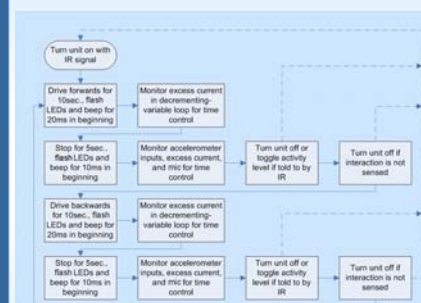 Turn unit on with
IR signal
Drive forwards for
10sec., flash
LEDs and beep for
20ms in beginning
Monitor excess current
in decrementing-
variable loop for time
control
Stop for 5sec.,
flash LEDs and
beep for 10ms in
beginning
Monitor accelerometer
inputs, excess current,
and mic for time
control
Turn unit off or
toggle activity
level if told to by
IR
Turn unit off if
interaction is not
sensed
Drive backwards
for 10sec., flash
LEDs and beep for
20ms in beginning
Monitor excess current
in decrementing-
variable loop for time
control
Stop for 5sec.,
flash LEDs and
beep for 10ms in
beginning
Monitor accelerometer
inputs, excess current,
and mic for time
control
Turn unit off or
toggle activity
level if told to by
IR
Turn unit off if
interaction is not
sensed